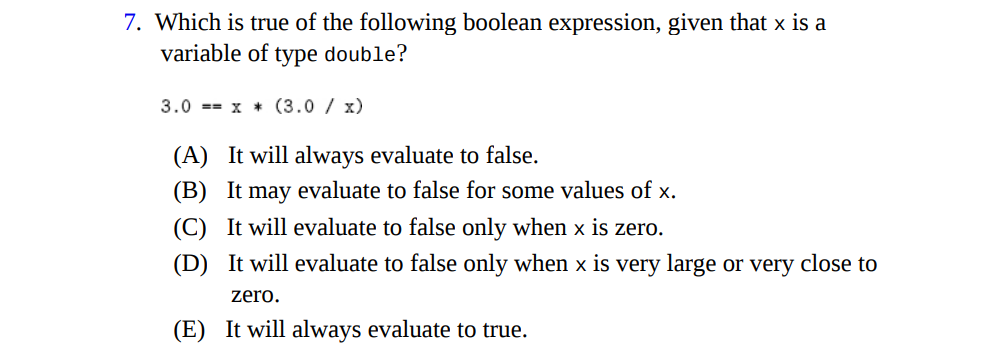 7. Which is true of the following boolean expression, given that x is a
variable of type double?
3.0 == x * (3.0 / x)
(A) It will always evaluate to false.
(B) It may evaluate to false for some values of x.
(C) It will evaluate to false only when x is zero.
(D) It will evaluate to false only when x is very large or very close to
zero.
(E) It will always evaluate to true.